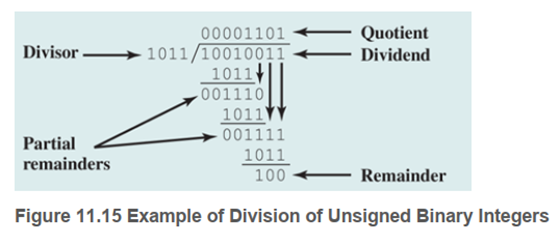 00001101 Quotient
Divisor 1011/10010011 Dividend
1011
001110
1011
Partial 001111
remainders 1011
100 Remainder
Figure 11.15 Example of Division of Unsigned Binary Integers